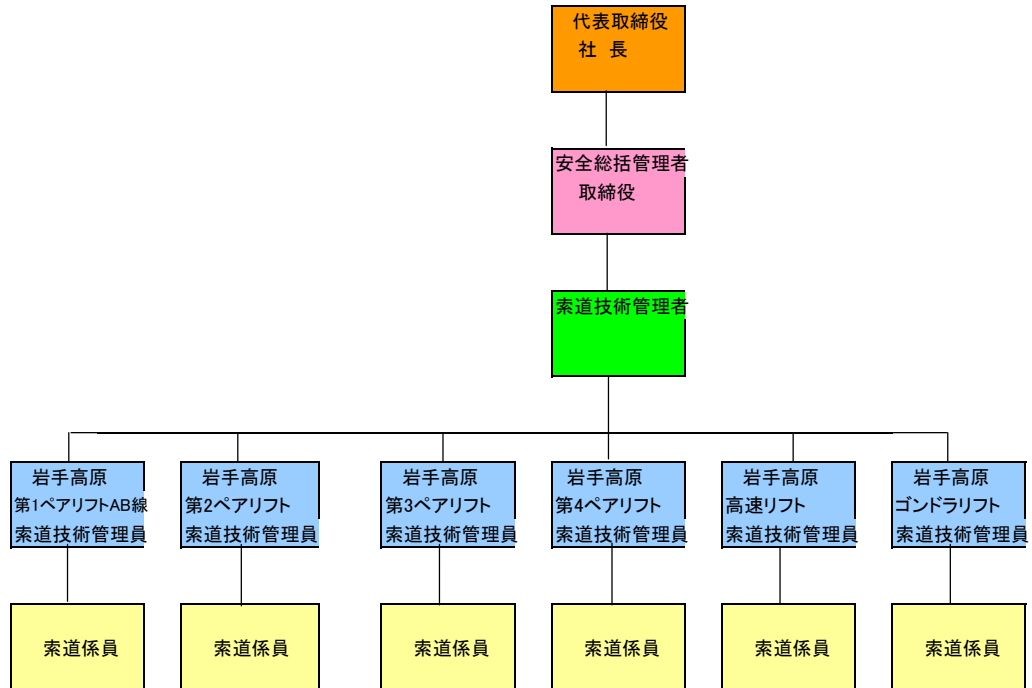 代表取締役
社 長
安全総括管理者
取締役
索道技術管理者
岩手高原
第1ペアリフトAB線
索道技術管理員
岩手高原
第2ペアリフト
索道技術管理員
岩手高原
第3ペアリフト
索道技術管理員
岩手高原
第4ペアリフト
索道技術管理員
岩手高原
高速リフト
索道技術管理員
岩手高原
ゴンドラリフト
索道技術管理員
索道係員
索道係員
索道係員
索道係員
索道係員
索道係員